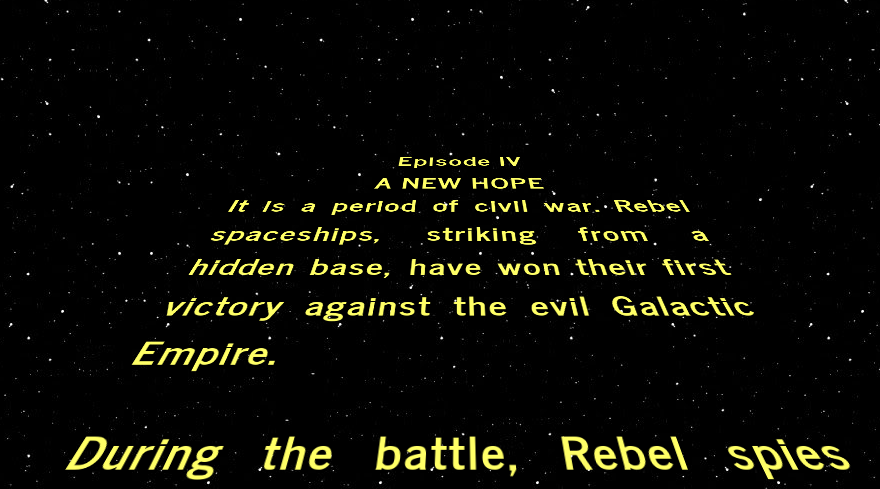 Episode IV
A NEW HOPE
It is a period of civil war. Rebel
spaceships, striking from a
hidden base, have won their first
victory against the evil Galactic
Empire.
During the battle, Rebel spies